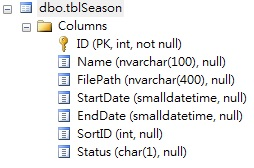 dbo.tblSeason
Columns
ID (PK, int, not null)
Name (nvarchar(100), null)
FilePath (nvarchar(400), null)
StartDate (smalldatetime, null)
EndDate (smalldatetime, null)
SortID (int, null)
Status (char(1), null)